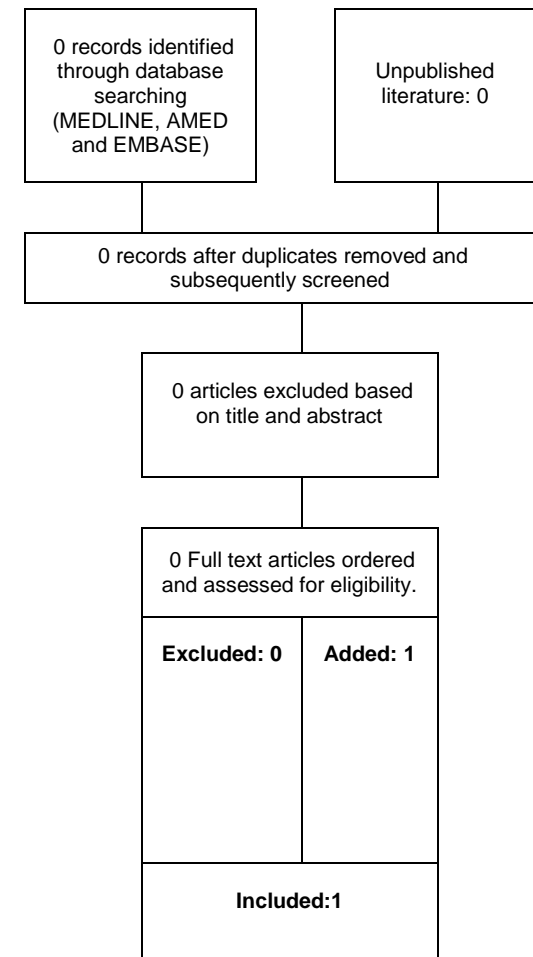 0 records identified
through database
searching
(MEDLINE, AMED
and EMBASE)
Unpublished
literature: 0
0 records after duplicates removed and
subsequently screened
0 articles excluded based
on title and abstract
0 Full text articles ordered
and assessed for eligibility.
Excluded: 0
Added: 1
Included:1